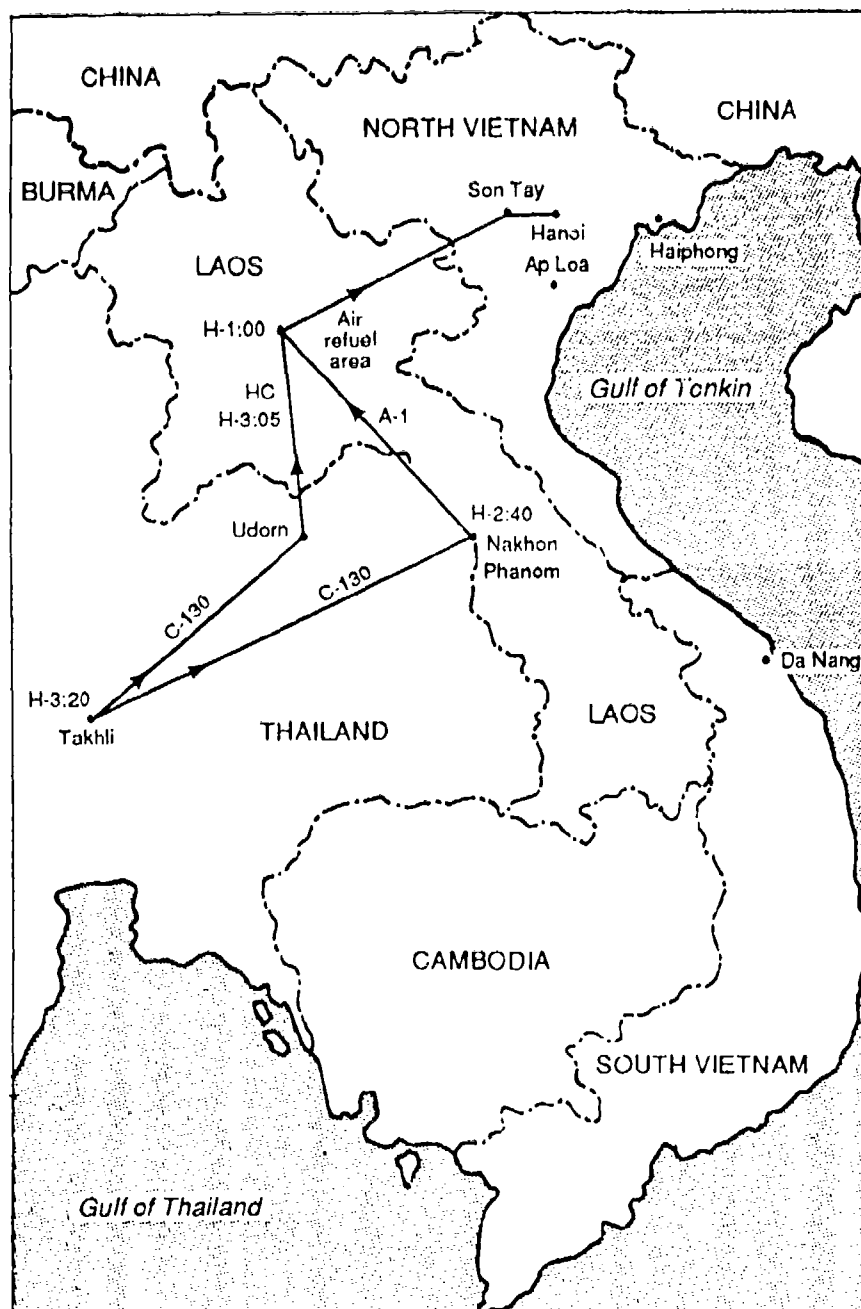 CHINA
NORTH VIETNAM
CHINA
BURMA
Son Tay
Hanoi
Haiphong
LAOS
Ap Loa
H-1:00
Air
refuel
area
Gulf of Tonkin
HC
H-3:05
A-1
H-2:40
Udorn
Nakhon
Phanom
C-130
C-130
Da Nang
H-3:20
Takhli
THAILAND
LAOS
CAMBODIA
SOUTH VIETNAM
Gulf of Thailand